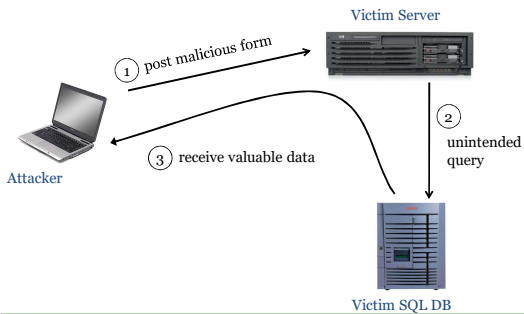 Victim Server
1 post malicious form
2
unintended
query
3 receive valuable data
Attacker
Victim SQL DB